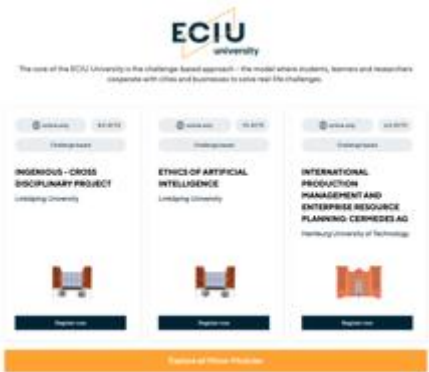 ECIU
university
The core of the ECIU University is the challenge-based approach - the model where students, learners and researchers
cooperate with cities and businesses to solve real-life challenges.
Challenge based
Challenge based
Challenge based
INGENIOUS - CROSS
DISCIPLINARY PROJECT
Linköping University
ETHICS OF ARTIFICIAL
INTELLIGENCE
Linköping University
INTERNATIONAL
PRODUCTION
MANAGEMENT AND
ENTERPRISE RESOURCE
PLANNING: CERMEDES AG
Hamburg University of Technology
Register now
Register now
Register now